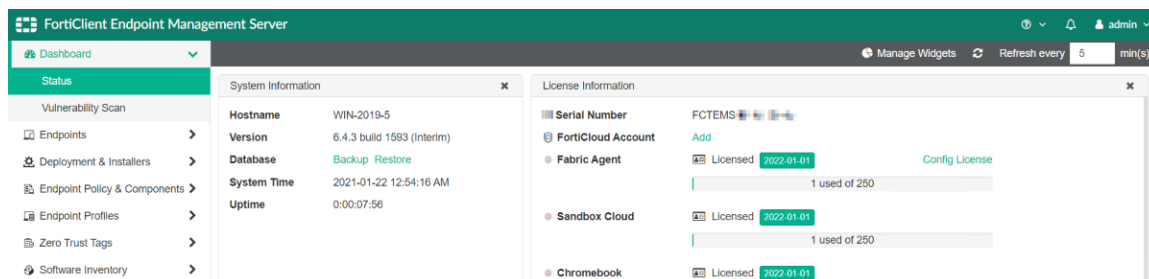 FortiClient Endpoint Management Server
admin
Dashboard
Manage Widgets
Refresh every 5 min(s)
Status
Vulnerability Scan
Endpoints
Deployment & Installers
Endpoint Policy & Components
Endpoint Profiles
Zero Trust Tags
Software Inventory
System Information
Hostname WIN-2019-5
Version 6.4.3 build 1593 (Interim)
Database Backup Restore
System Time 2021-01-22 12:54:16 AM
Uptime 0:00:07:56
License Information
Serial Number FCTEMS
FortiCloud Account Add
Fabric Agent Licensed 2022-01-01 Config License
1 used of 250
Sandbox Cloud Licensed 2022-01-01
1 used of 250
Chromebook Licensed 2022-01-01